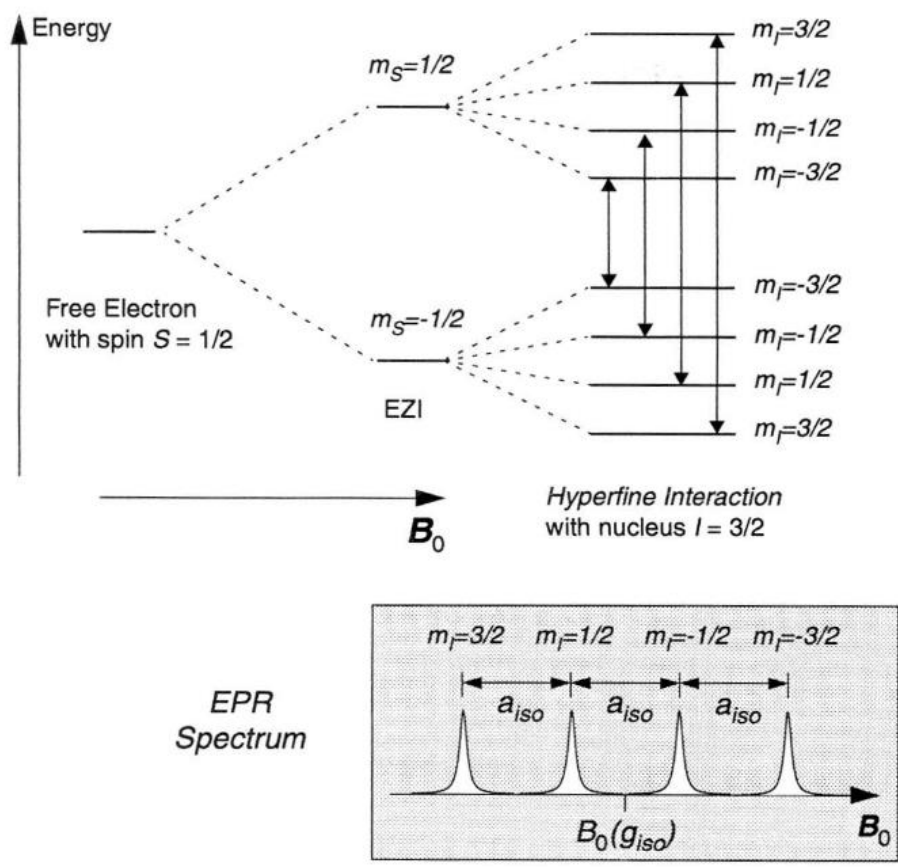 Energy
m_S=1/2
m_I=3/2
m_I=1/2
m_I=-1/2
m_I=-3/2
Free Electron
with spin S = 1/2
m_S=-1/2
EZI
m_I=-3/2
m_I=-1/2
m_I=1/2
m_I=3/2
B_0
Hyperfine Interaction
with nucleus I = 3/2
EPR
Spectrum
m_I=3/2 m_I=1/2 m_I=-1/2 m_I=-3/2
a_iso a_iso a_iso
B_0(g_iso) B_0